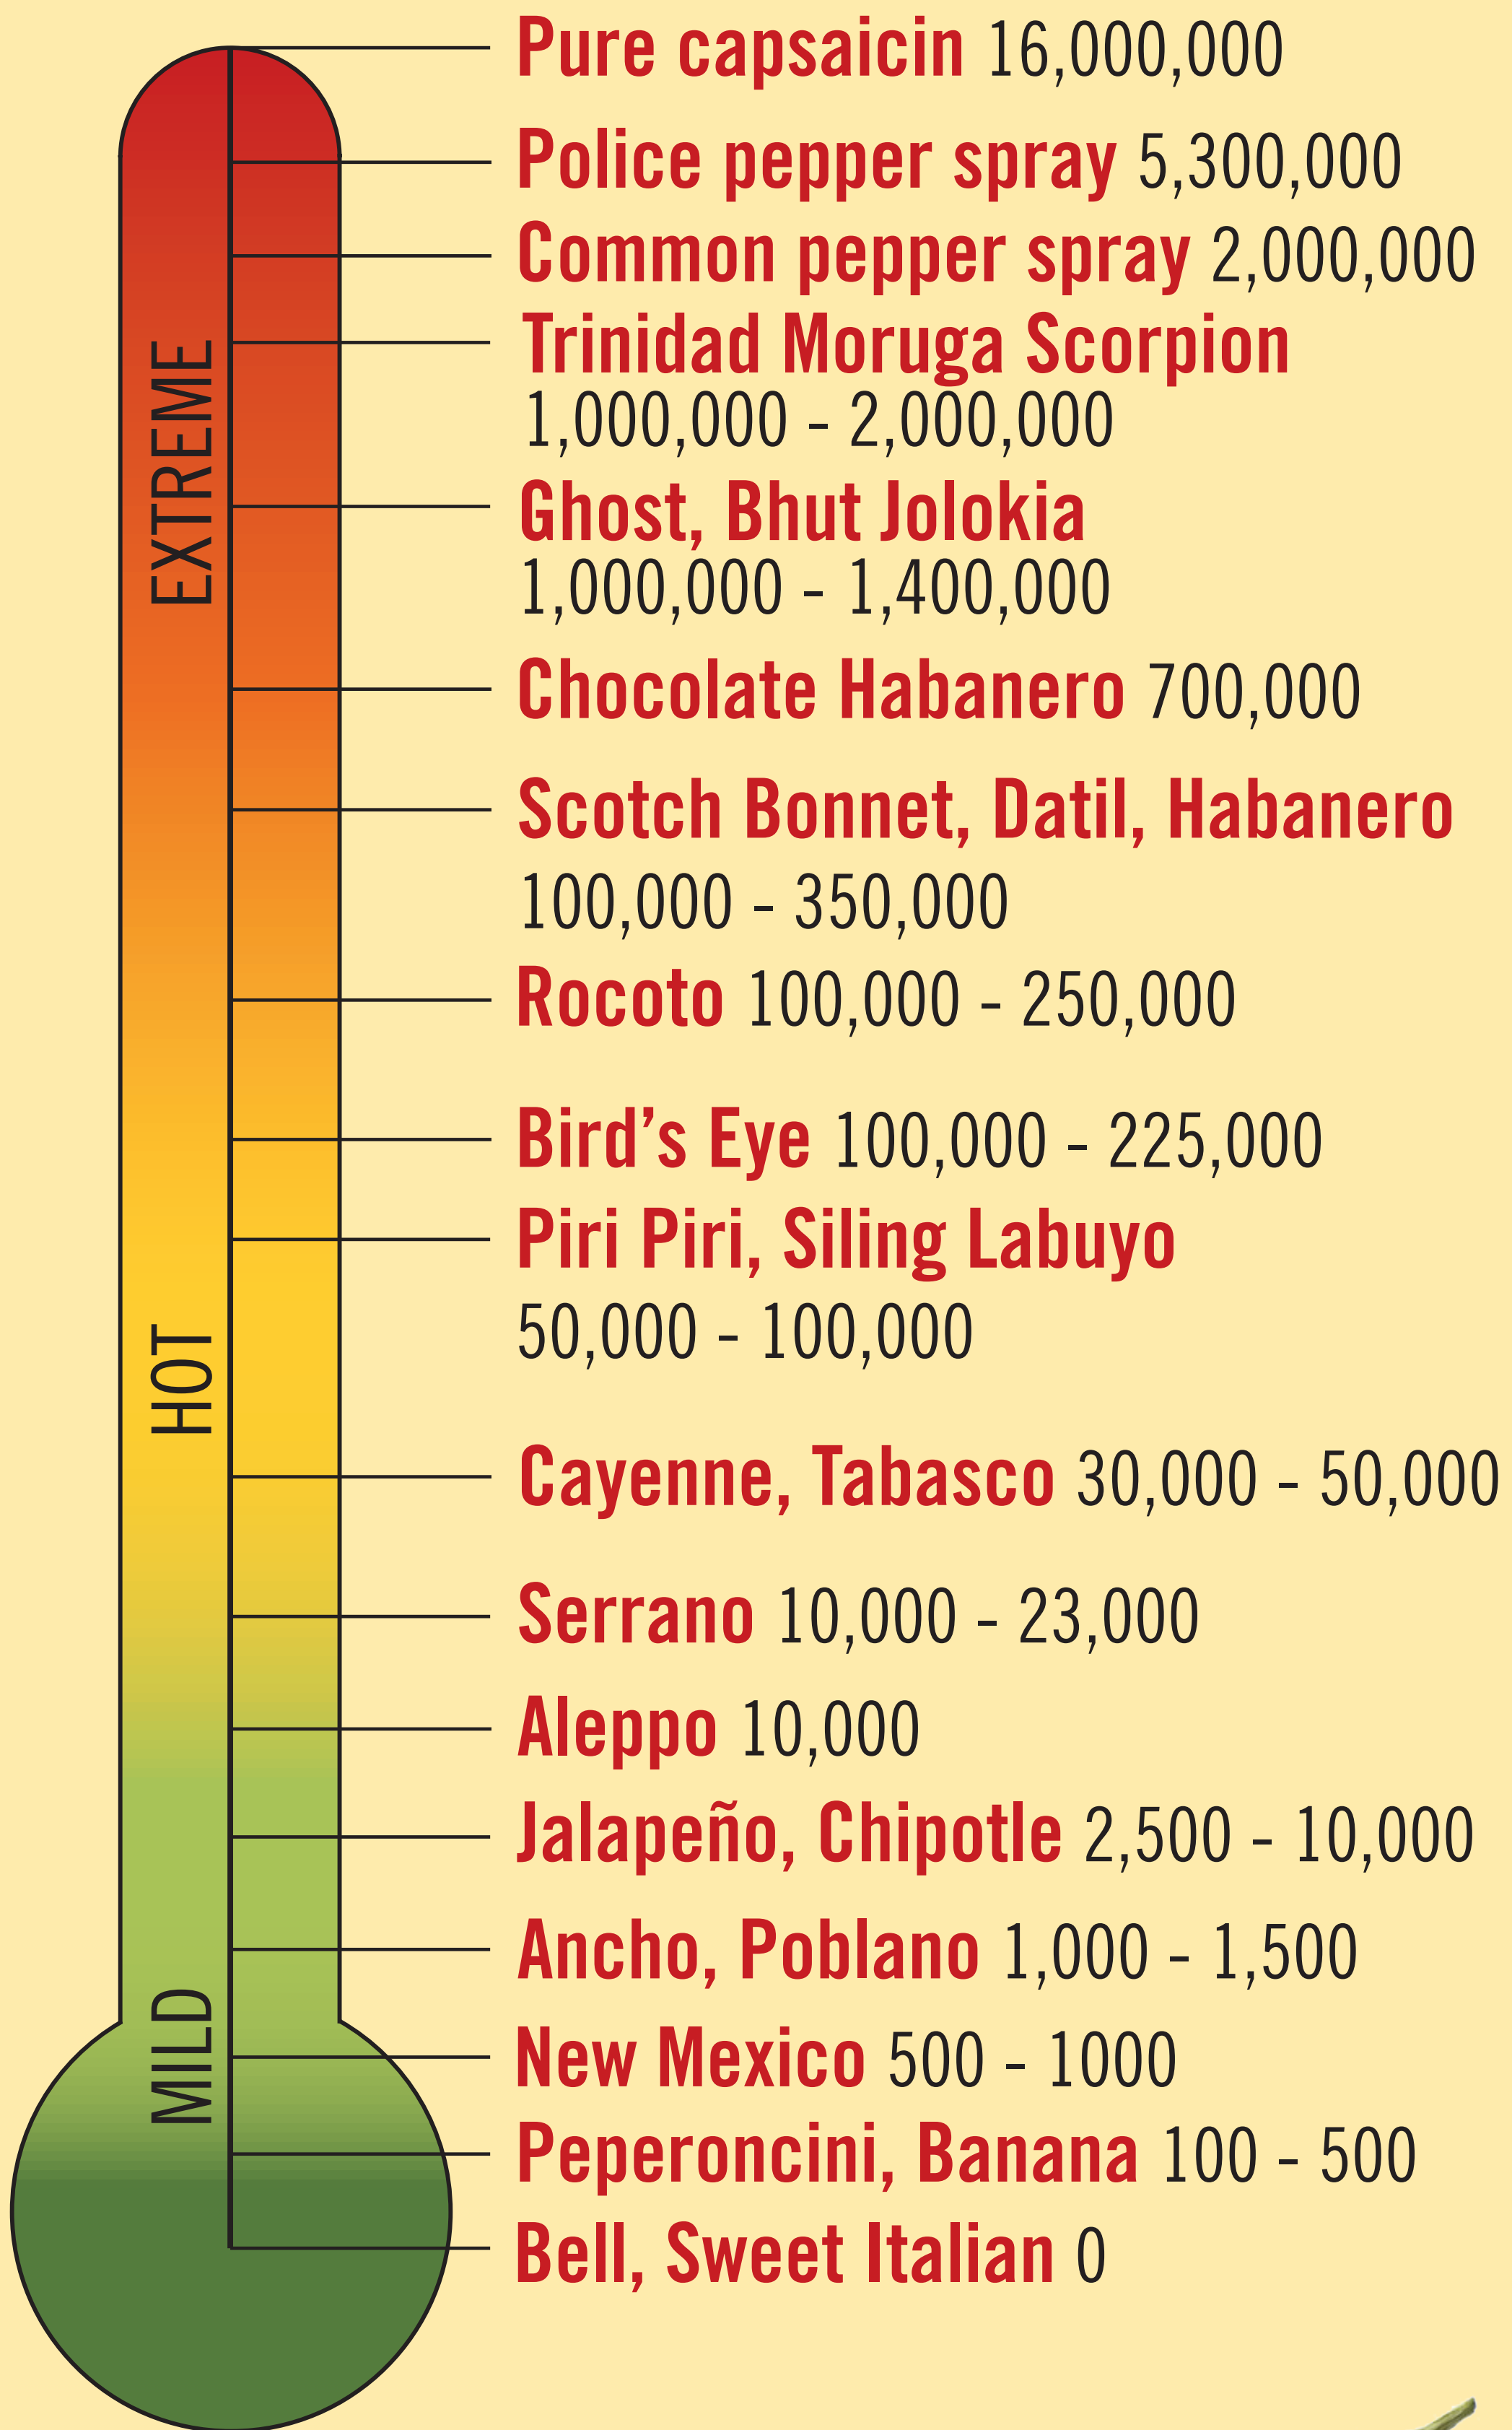 Pure capsaicin 16,000,000
Police pepper spray 5,300,000
Common pepper spray 2,000,000
Trinidad Moruga Scorpion
1,000,000 - 2,000,000
Ghost, Bhut Jolokia
1,000,000 - 1,400,000
Chocolate Habanero 700,000
Scotch Bonnet, Datil, Habanero
100,000 - 350,000
Rocoto 100,000 - 250,000
Bird’s Eye 100,000 - 225,000
Piri Piri, Siling Labuyo
50,000 - 100,000
Cayenne, Tabasco 30,000 - 50,000
Serrano 10,000 - 23,000
Aleppo 10,000
Jalapeño, Chipotle 2,500 - 10,000
Ancho, Poblano 1,000 - 1,500
New Mexico 500 - 1000
Peperoncini, Banana 100 - 500
Bell, Sweet Italian 0
EXTREME
HOT
MILD